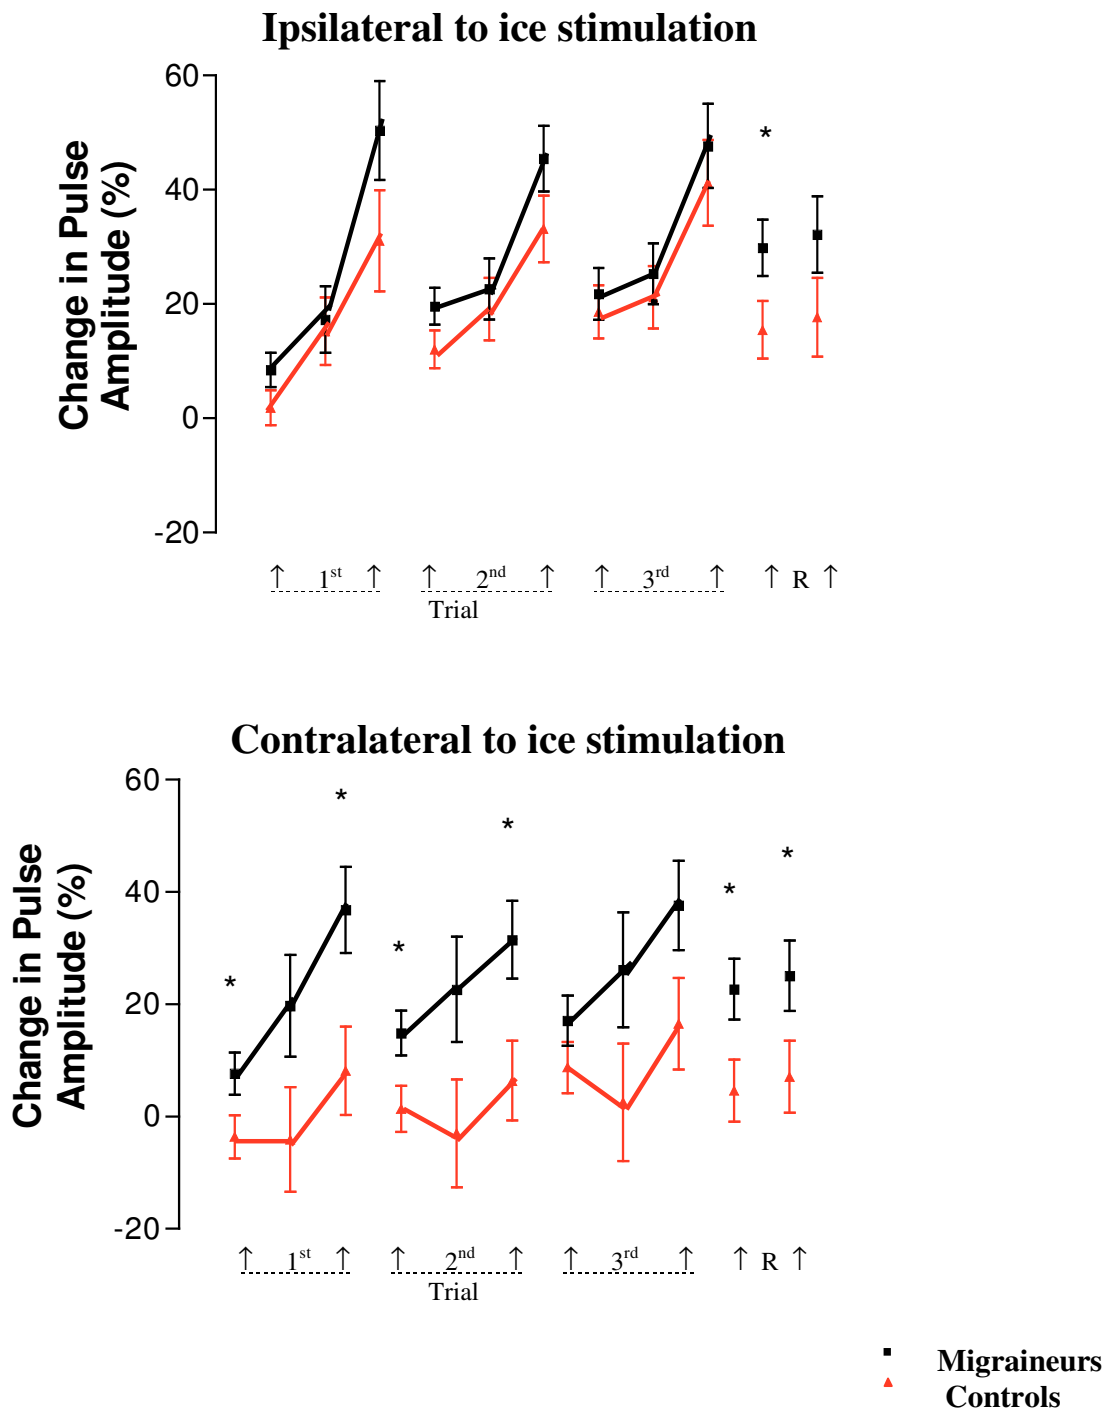 Ipsilateral to ice stimulation
Change in Pulse
Amplitude (%)
60
40
20
0
-20
*
↑ 1st ↑ ↑ 2nd ↑ ↑ 3rd ↑ ↑ R ↑
Trial
Contralateral to ice stimulation
Change in Pulse
Amplitude (%)
60
40
20
0
-20
* * * * * *
↑ 1st ↑ ↑ 2nd ↑ ↑ 3rd ↑ ↑ R ↑
Trial
Migraineurs
Controls